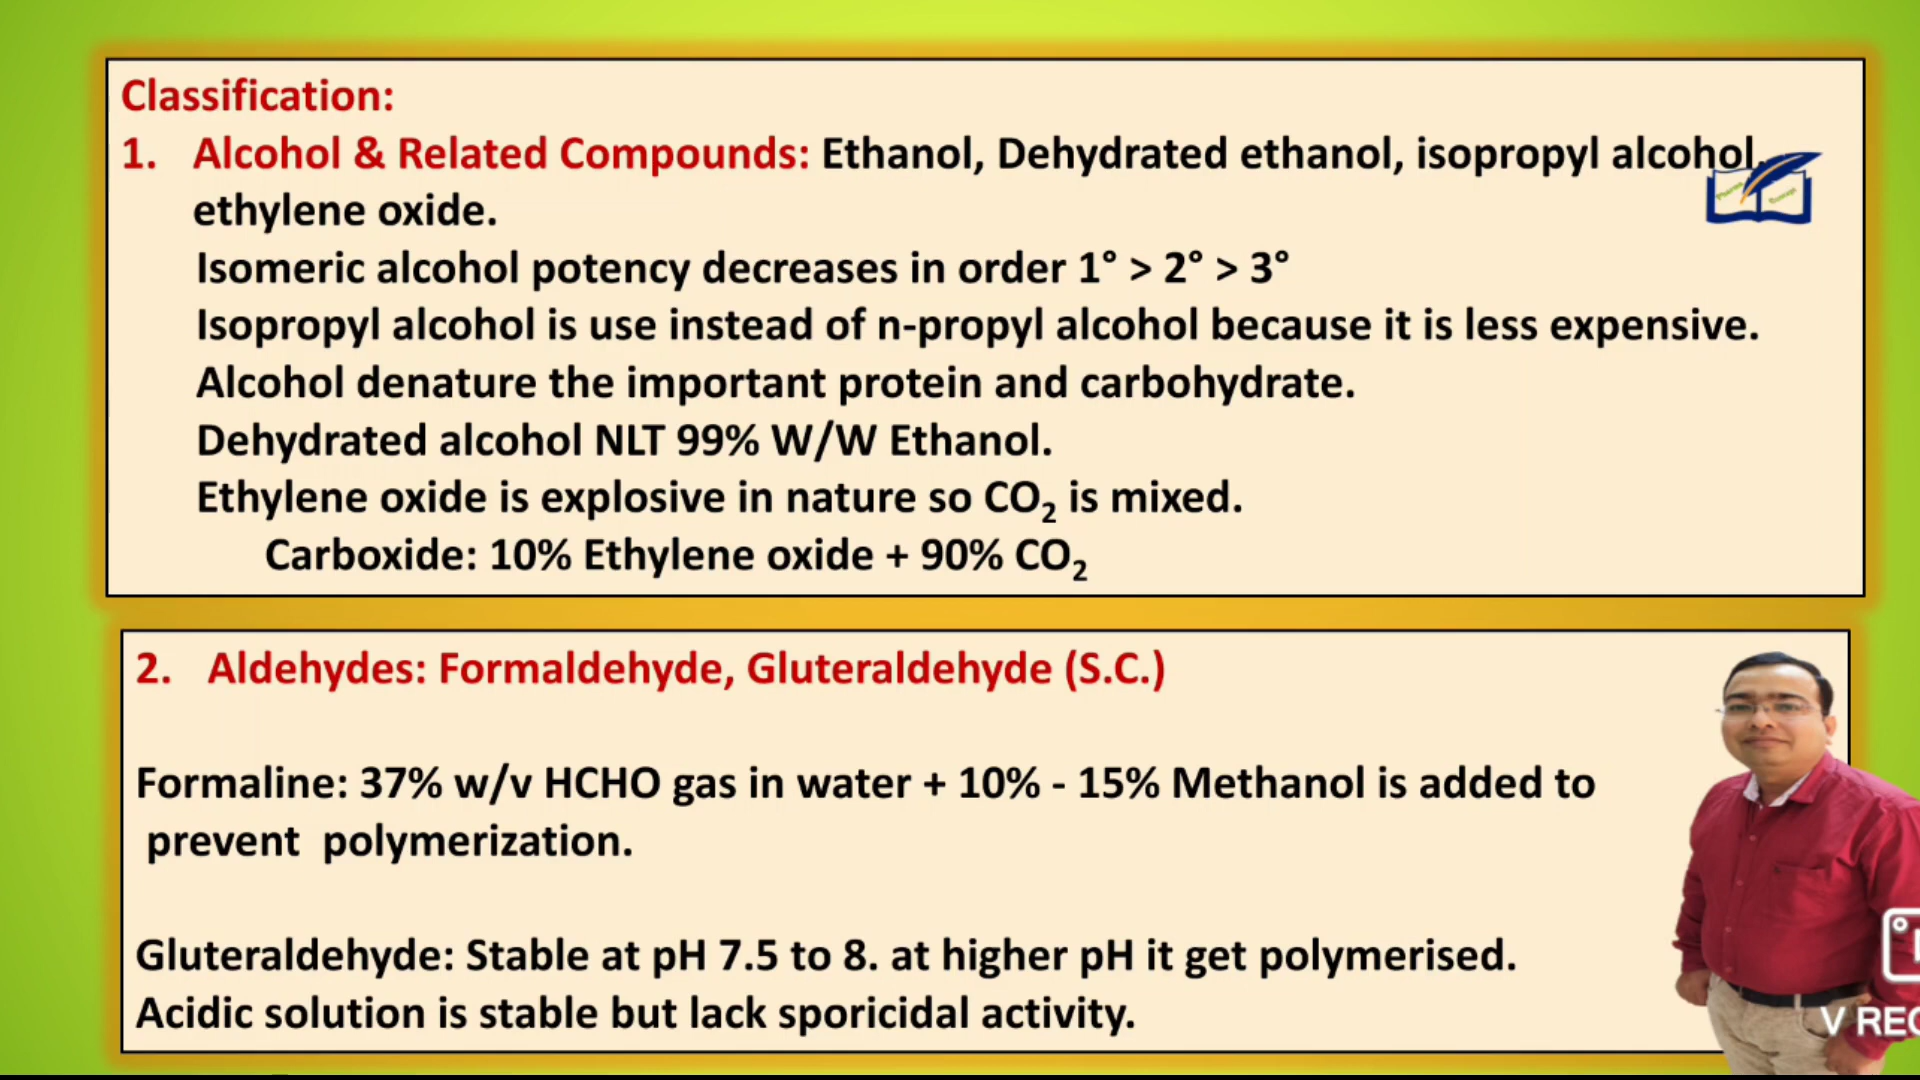 Classification:
1. Alcohol & Related Compounds: Ethanol, Dehydrated ethanol, isopropyl alcohol,
ethylene oxide.
Isomeric alcohol potency decreases in order 1° > 2° > 3°
Isopropyl alcohol is use instead of n-propyl alcohol because it is less expensive.
Alcohol denature the important protein and carbohydrate.
Dehydrated alcohol NLT 99% W/W Ethanol.
Ethylene oxide is explosive in nature so CO₂ is mixed.
Carboxide: 10% Ethylene oxide + 90% CO₂
2. Aldehydes: Formaldehyde, Gluteraldehyde (S.C.)
Formaline: 37% w/v HCHO gas in water + 10% - 15% Methanol is added to
prevent polymerization.
Gluteraldehyde: Stable at pH 7.5 to 8. at higher pH it get polymerised.
Acidic solution is stable but lack sporicidal activity.
V REC